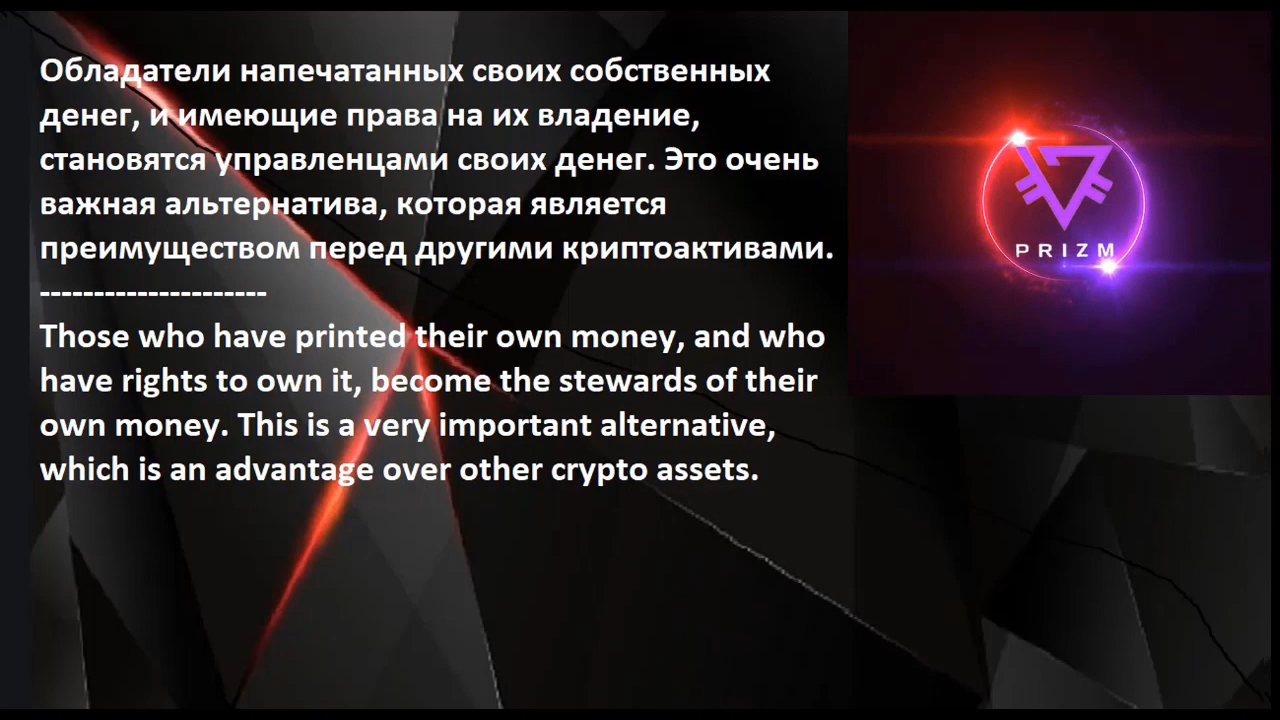 Обладатели напечатанных своих собственных
денег, и имеющие права на их владение,
становятся управленцами своих денег. Это очень
важная альтернатива, которая является
преимуществом перед другими криптоактивами.
---------------------
Those who have printed their own money, and who
have rights to own it, become the stewards of their
own money. This is a very important alternative,
which is an advantage over other crypto assets.
PRIZM